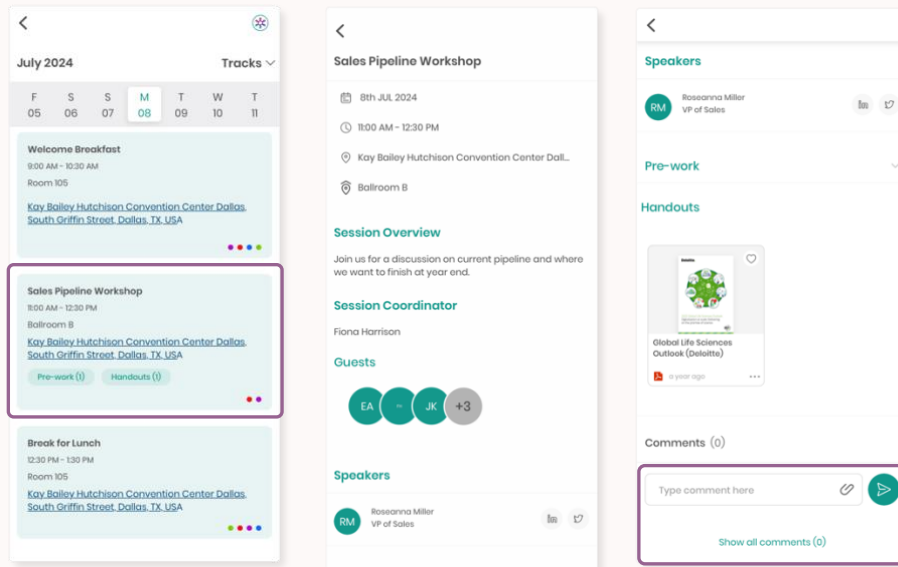 July 2024
Tracks
F S S M T W T
05 06 07 08 09 10 11
Welcome Breakfast
9:00 AM - 10:30 AM
Room 105
Kay Bailey Hutchison Convention Center Dallas,
South Griffin Street, Dallas, TX, USA
Sales Pipeline Workshop
11:00 AM - 12:30 PM
Ballroom B
Kay Bailey Hutchison Convention Center Dallas,
South Griffin Street, Dallas, TX, USA
Pre-work (1) Handouts (1)
Break for Lunch
12:30 PM - 1:30 PM
Room 105
Kay Bailey Hutchison Convention Center Dallas,
South Griffin Street, Dallas, TX, USA
Sales Pipeline Workshop
8th JUL 2024
11:00 AM - 12:30 PM
Kay Bailey Hutchison Convention Center Dall...
Ballroom B
Session Overview
Join us for a discussion on current pipeline and where
we want to finish at year end.
Session Coordinator
Fiona Harrison
Guests
EA - JK +3
Speakers
RM
Roseanna Miller
VP of Sales
Speakers
RM
Roseanna Miller
VP of Sales
Pre-work
Handouts
Deloitte
Global Life Sciences
Outlook (Deloitte)
a year ago
Comments (0)
Type comment here
Show all comments (0)